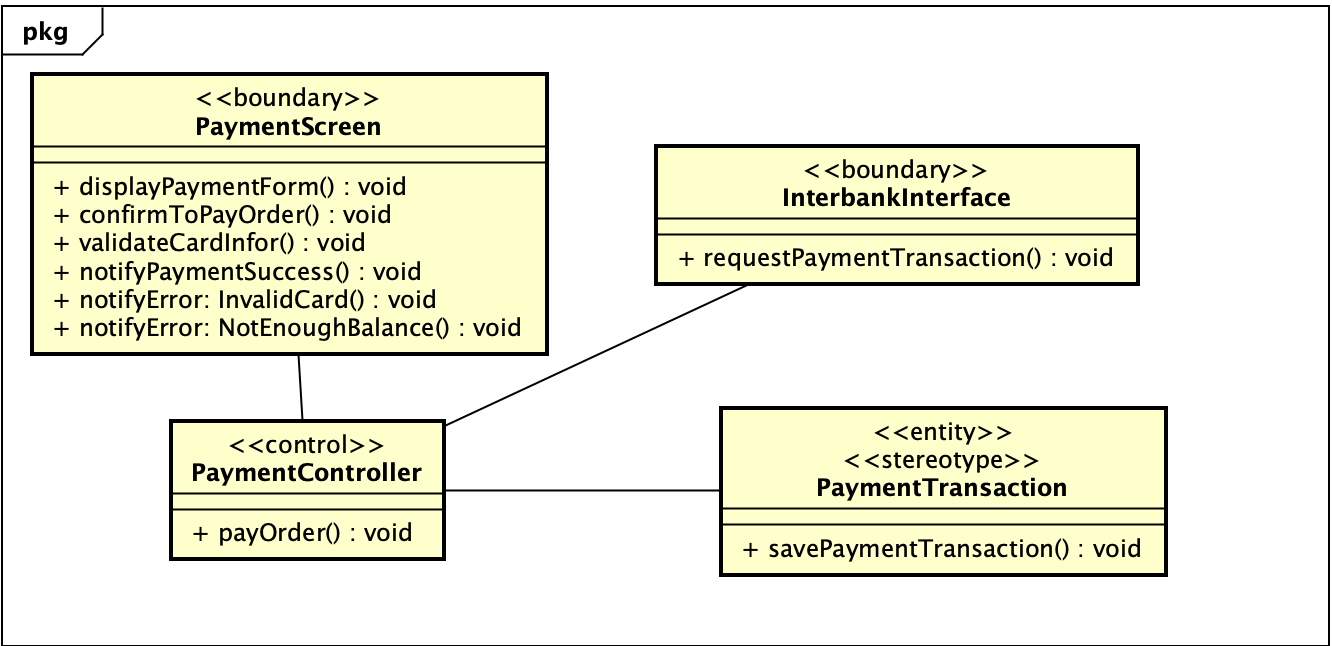 pkg
<<boundary>>
PaymentScreen
+ displayPaymentForm() : void
+ confirmToPayOrder() : void
+ validateCardInfor() : void
+ notifyPaymentSuccess() : void
+ notifyError: InvalidCard() : void
+ notifyError: NotEnoughBalance() : void
<<boundary>>
InterbankInterface
+ requestPaymentTransaction() : void
<<control>>
PaymentController
+ payOrder() : void
<<entity>>
<<stereotype>>
PaymentTransaction
+ savePaymentTransaction() : void